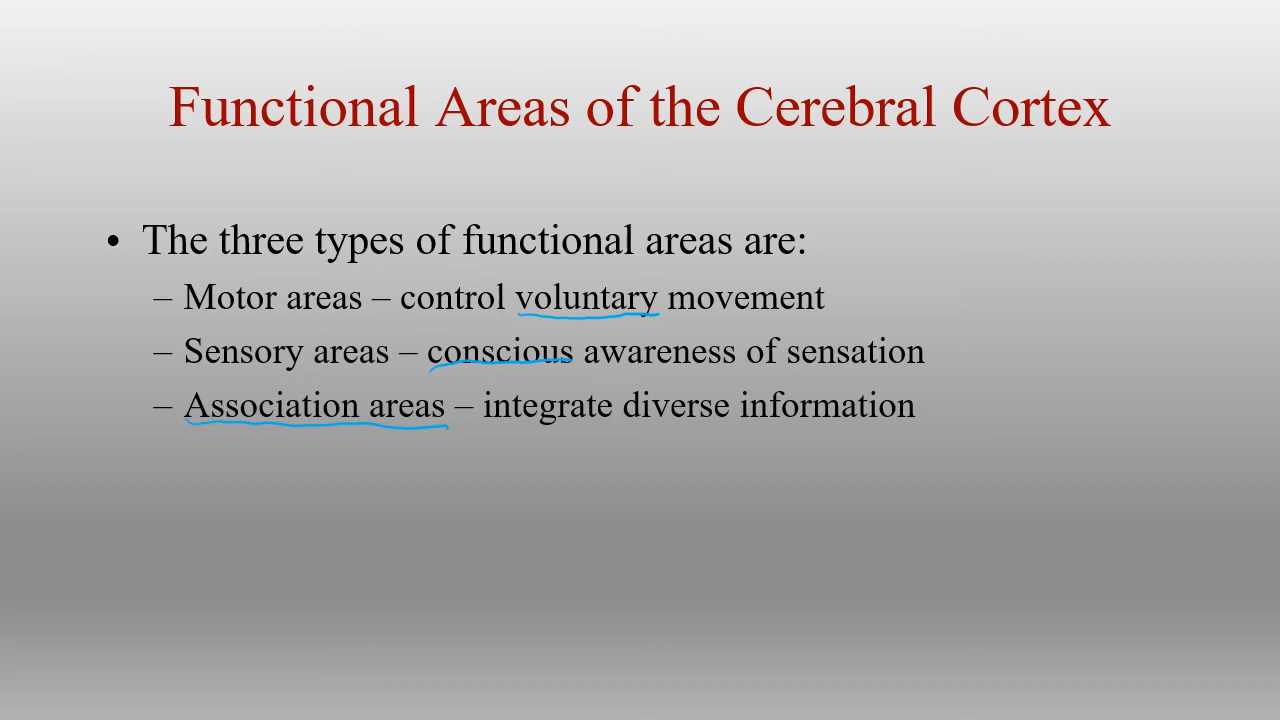 Functional Areas of the Cerebral Cortex
• The three types of functional areas are:
– Motor areas – control voluntary movement
– Sensory areas – conscious awareness of sensation
– Association areas – integrate diverse information